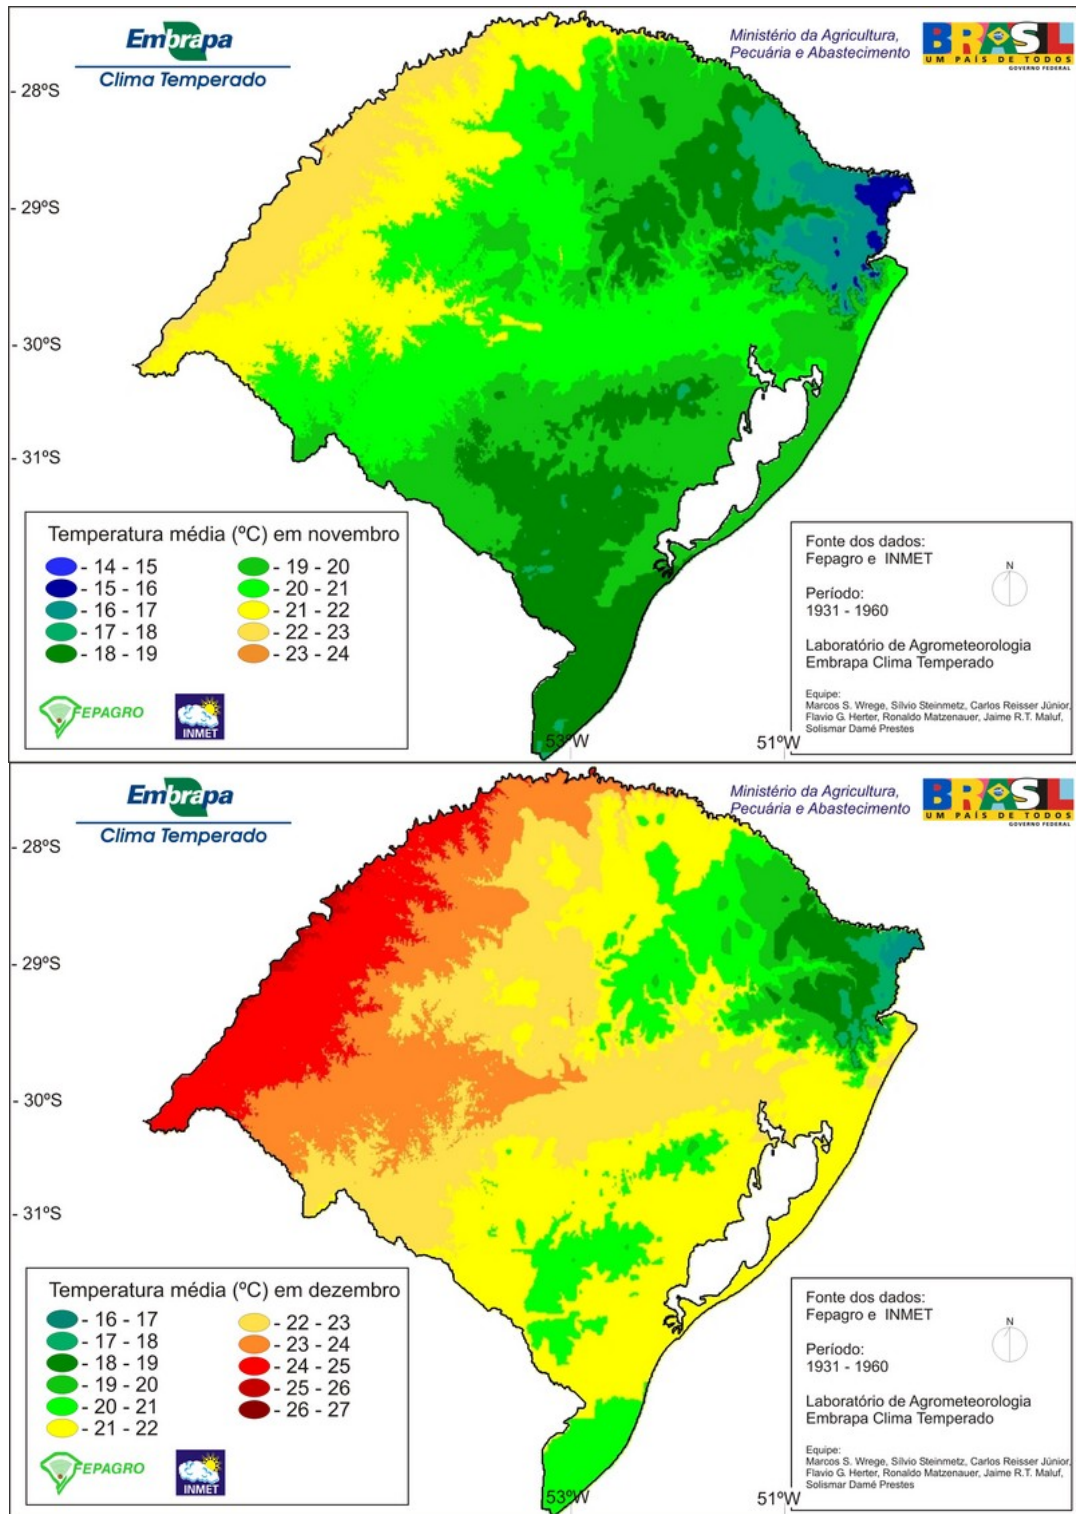 Embrapa
Clima Temperado
Ministério da Agricultura,
Pecuária e Abastecimento
BRASIL
UM PAÍS DE TODOS
GOVERNO FEDERAL
- 28ºS
- 29ºS
- 30ºS
- 31ºS
Temperatura média (ºC) em novembro
- 14 - 15
- 15 - 16
- 16 - 17
- 17 - 18
- 18 - 19
- 19 - 20
- 20 - 21
- 21 - 22
- 22 - 23
- 23 - 24
FEPAGRO
INMET
53ºW
51ºW
Fonte dos dados:
Fepagro e INMET
N
Período:
1931 - 1960
Laboratório de Agrometeorologia
Embrapa Clima Temperado
Equipe:
Marcos S. Wrege, Sílvio Steinmetz, Carlos Reisser Júnior,
Flavio G. Herter, Ronaldo Matzenauer, Jaime R.T. Maluf,
Solismar Damé Prestes
Embrapa
Clima Temperado
Ministério da Agricultura,
Pecuária e Abastecimento
BRASIL
UM PAÍS DE TODOS
GOVERNO FEDERAL
- 28ºS
- 29ºS
- 30ºS
- 31ºS
Temperatura média (ºC) em dezembro
- 16 - 17
- 17 - 18
- 18 - 19
- 19 - 20
- 20 - 21
- 21 - 22
- 22 - 23
- 23 - 24
- 24 - 25
- 25 - 26
- 26 - 27
FEPAGRO
INMET
53ºW
51ºW
Fonte dos dados:
Fepagro e INMET
N
Período:
1931 - 1960
Laboratório de Agrometeorologia
Embrapa Clima Temperado
Equipe:
Marcos S. Wrege, Sílvio Steinmetz, Carlos Reisser Júnior,
Flavio G. Herter, Ronaldo Matzenauer, Jaime R.T. Maluf,
Solismar Damé Prestes